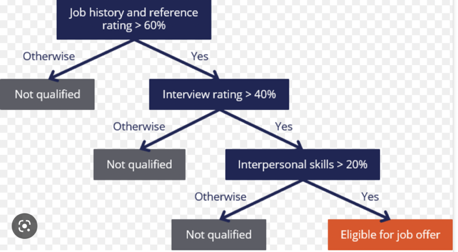 Job history and reference
rating > 60%
Otherwise
Yes
Not qualified
Interview rating > 40%
Otherwise
Yes
Not qualified
Interpersonal skills > 20%
Otherwise
Yes
Not qualified
Eligible for job offer